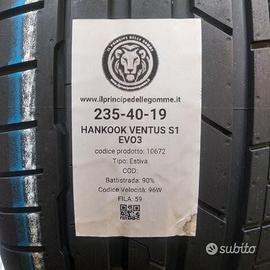 IL PRINCIPE DELLE GOMME
www.ilprincipedellegomme.it
235-40-19
HANKOOK VENTUS S1
EVO3
codice prodotto: 10672
Tipo: Estiva
COD:
Battistrada: 90%
Codice Velocità: 96W
FILA: 59
subito